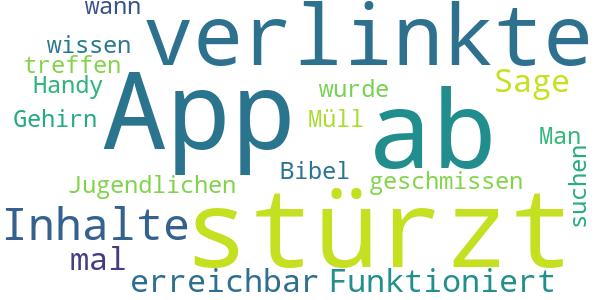 wann
wissen verlinkte
treffen
Handy App wurde Sage
Gehirn Müll ab Man
Bibel
Jugendlichen geschmissen suchen
Inhalte stürzt
mal
erreichbar Funktioniert